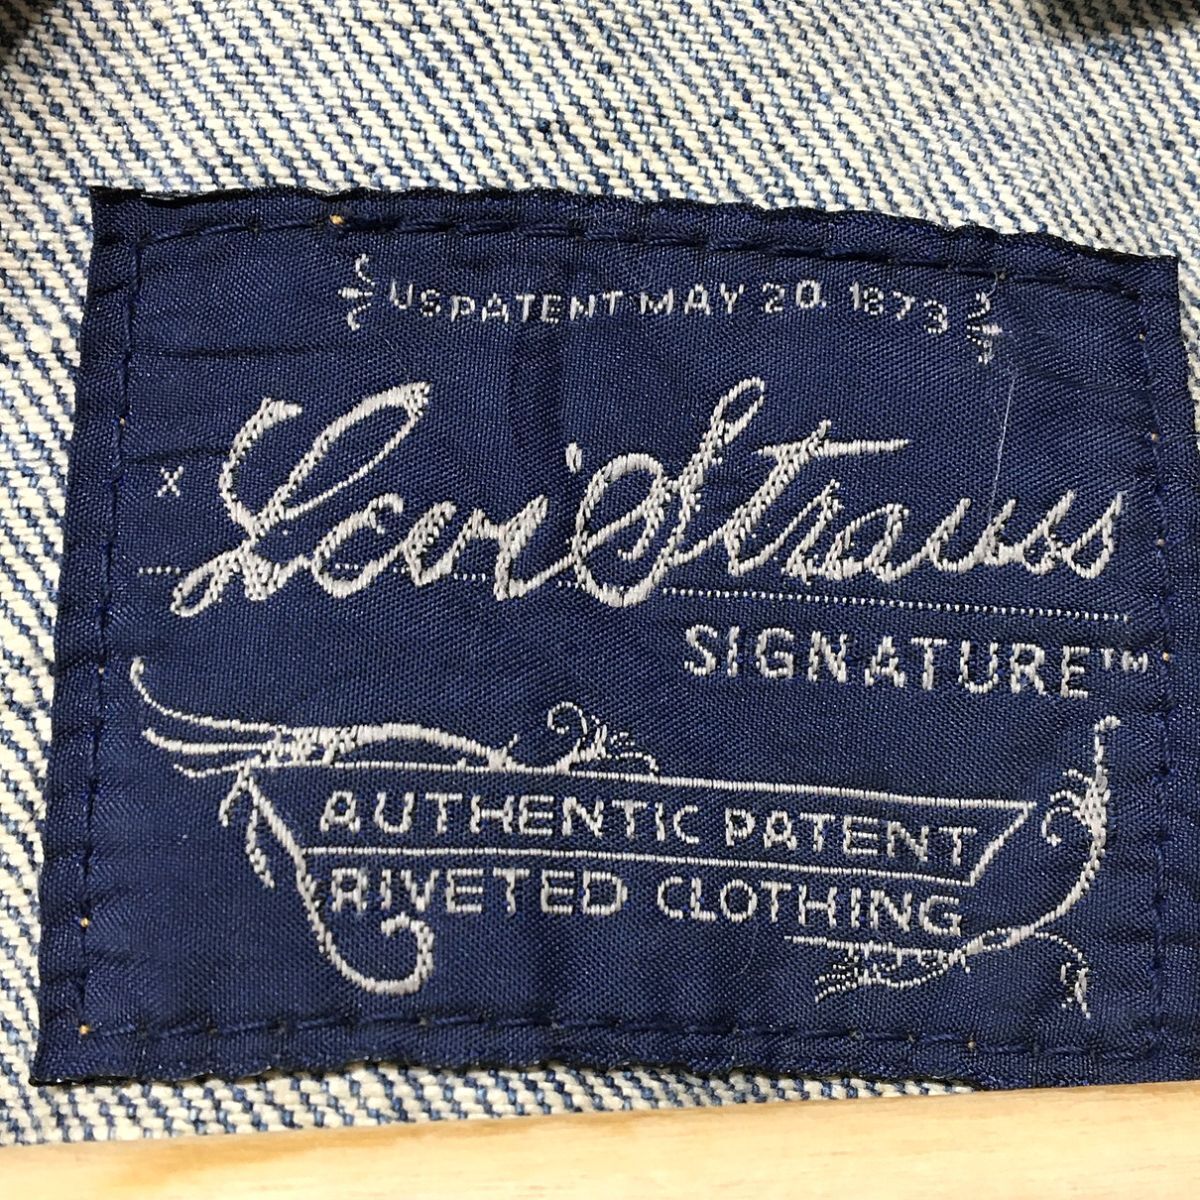 US PATENT MAY 20. 1873
x Levi Strauss
SIGNATURE™
AUTHENTIC PATENT
RIVETED CLOTHING